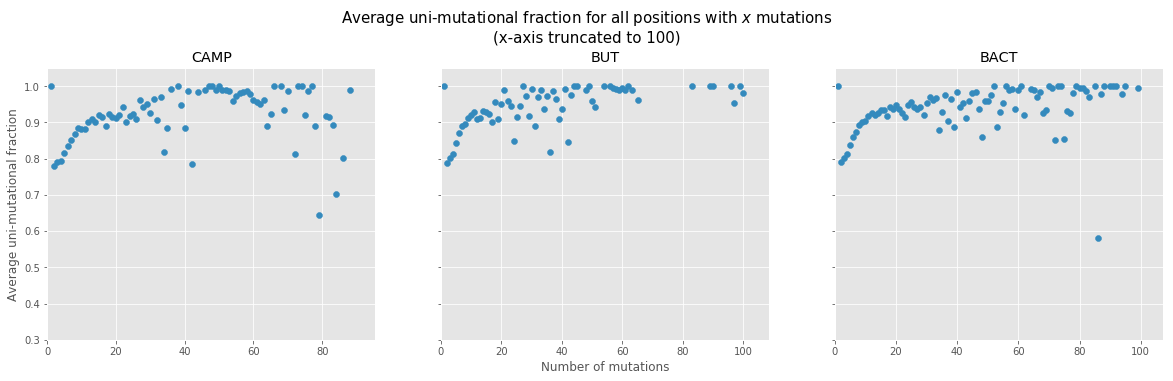 Average uni-mutational fraction for all positions with x mutations
(x-axis truncated to 100)
CAMP
BUT
BACT
Average uni-mutational fraction
1.0
0.9
0.8
0.7
0.6
0.5
0.4
0.3
0 20 40 60 80
0 20 40 60 80 100
0 20 40 60 80 100
Number of mutations